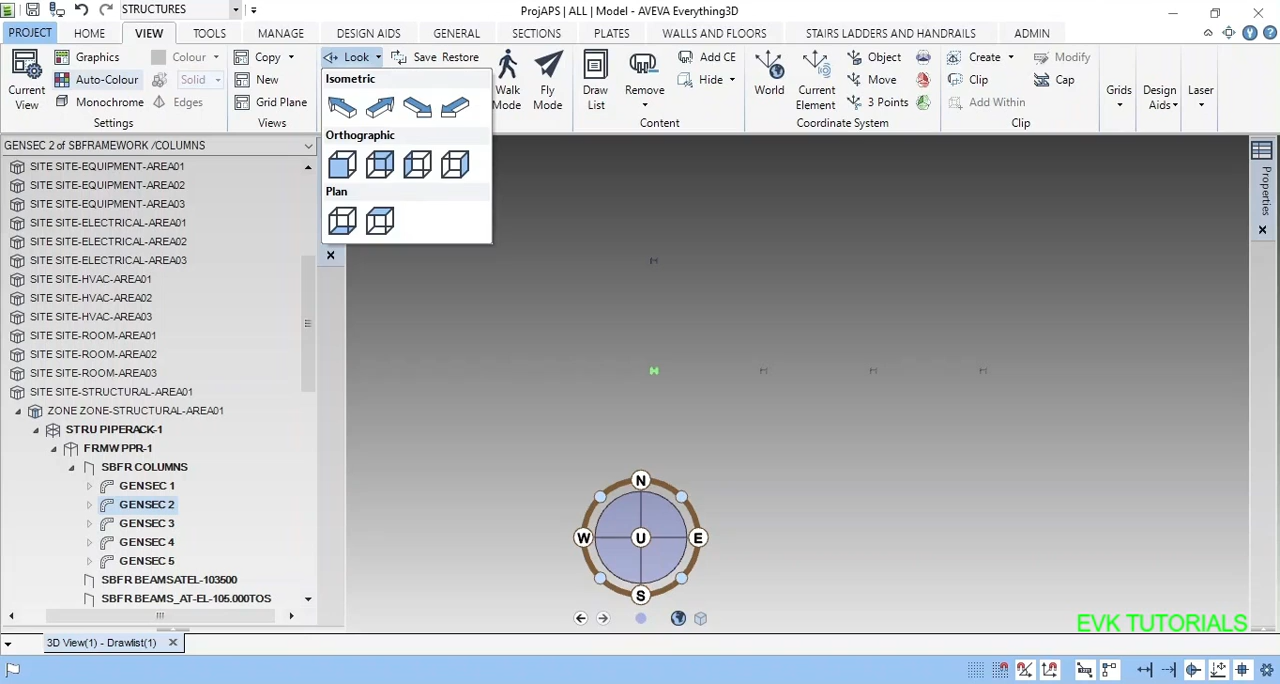 STRUCTURES
ProjAPS | ALL | Model - AVEVA Everything3D
PROJECT HOME VIEW TOOLS MANAGE DESIGN AIDS GENERAL SECTIONS PLATES WALLS AND FLOORS STAIRS LADDERS AND HANDRAILS ADMIN
Current View
Graphics
Auto-Colour
Monochrome
Colour
Solid
Edges
Settings
Copy
New
Grid Plane
Views
Look
Save Restore
Walk Mode
Fly Mode
Draw List
Remove
Add CE
Hide
Content
World
Current Element
Object
Move
3 Points
Coordinate System
Create
Clip
Add Within
Modify
Cap
Clip
Grids
Design Aids
Laser
Isometric
Orthographic
Plan
GENSEC 2 of SBFRAMEWORK /COLUMNS
SITE SITE-EQUIPMENT-AREA01
SITE SITE-EQUIPMENT-AREA02
SITE SITE-EQUIPMENT-AREA03
SITE SITE-ELECTRICAL-AREA01
SITE SITE-ELECTRICAL-AREA02
SITE SITE-ELECTRICAL-AREA03
SITE SITE-HVAC-AREA01
SITE SITE-HVAC-AREA02
SITE SITE-HVAC-AREA03
SITE SITE-ROOM-AREA01
SITE SITE-ROOM-AREA02
SITE SITE-ROOM-AREA03
SITE SITE-STRUCTURAL-AREA01
ZONE ZONE-STRUCTURAL-AREA01
STRU PIPERACK-1
FRMW PPR-1
SBFR COLUMNS
GENSEC 1
GENSEC 2
GENSEC 3
GENSEC 4
GENSEC 5
SBFR BEAMSATEL-103500
SBFR BEAMS_AT-EL-105.000TOS
Properties
N
W U E
S
EVK TUTORIALS
3D View(1) - Drawlist(1)